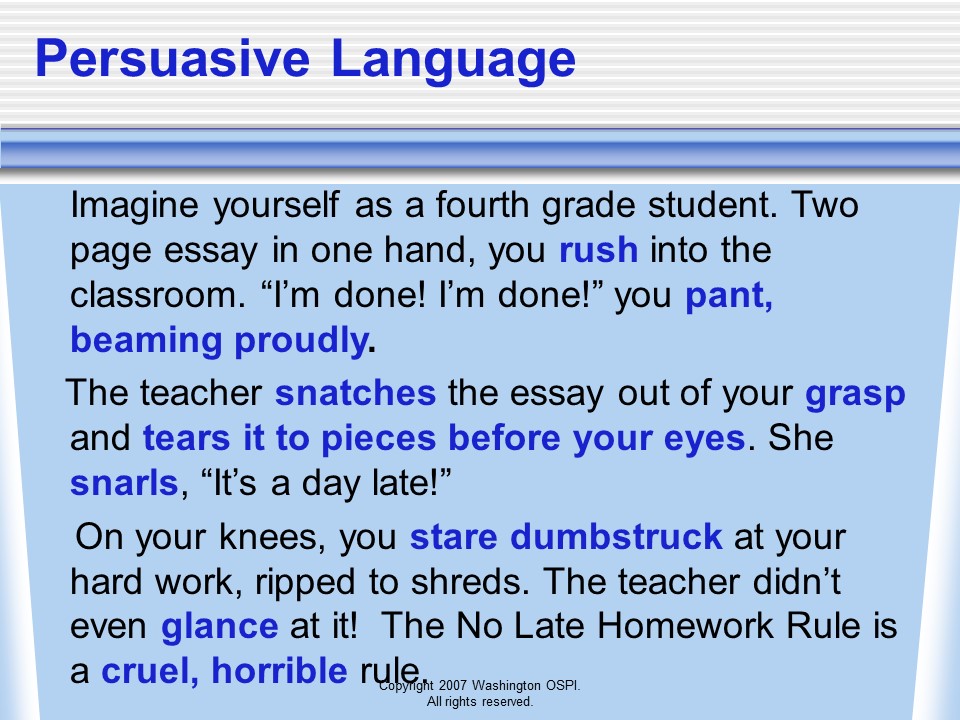 Persuasive Language
Imagine yourself as a fourth grade student. Two
page essay in one hand, you rush into the
classroom. “I’m done! I’m done!” you pant,
beaming proudly.
The teacher snatches the essay out of your grasp
and tears it to pieces before your eyes. She
snarls, “It’s a day late!”
On your knees, you stare dumbstruck at your
hard work, ripped to shreds. The teacher didn’t
even glance at it!  The No Late Homework Rule is
a cruel, horrible rule.
Copyright 2007 Washington OSPI.
All rights reserved.